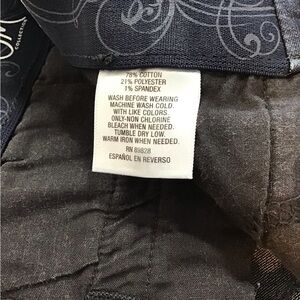 COLLECTION
78% COTTON
21% POLYESTER
1% SPANDEX
WASH BEFORE WEARING
MACHINE WASH COLD.
WITH LIKE COLORS.
ONLY-NON CHLORINE
BLEACH WHEN NEEDED.
TUMBLE DRY LOW.
WARM IRON WHEN NEEDED.
RN 89828
ESPAÑOL EN REVERSO